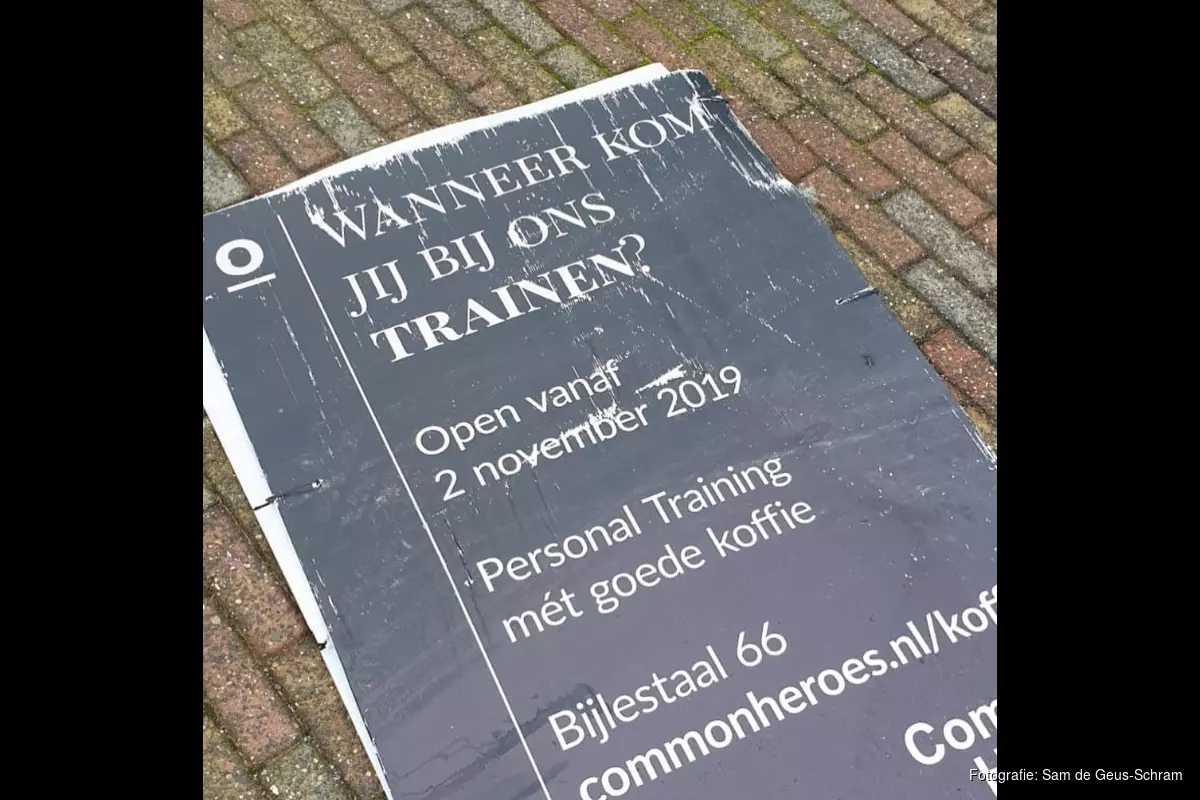 WANNEER KOM
JIJ BIJ ONS
TRAINEN?
Open vanaf
2 november 2019
Personal Training
mét goede koffie
Bijlestaal 66
commonheroes.nl/kof
Com
Fotografie: Sam de Geus-Schram